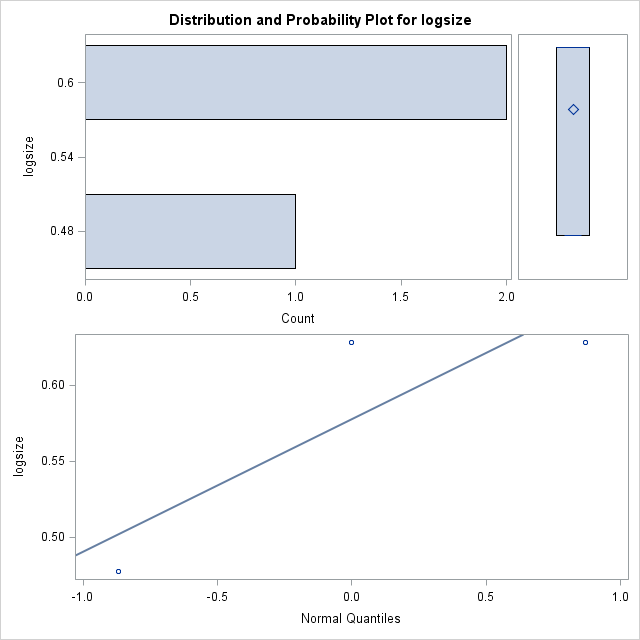 Distribution and Probability Plot for logsize
logsize
0.6
0.54
0.48
0.0 0.5 1.0 1.5 2.0
Count
logsize
0.60
0.55
0.50
-1.0 -0.5 0.0 0.5 1.0
Normal Quantiles